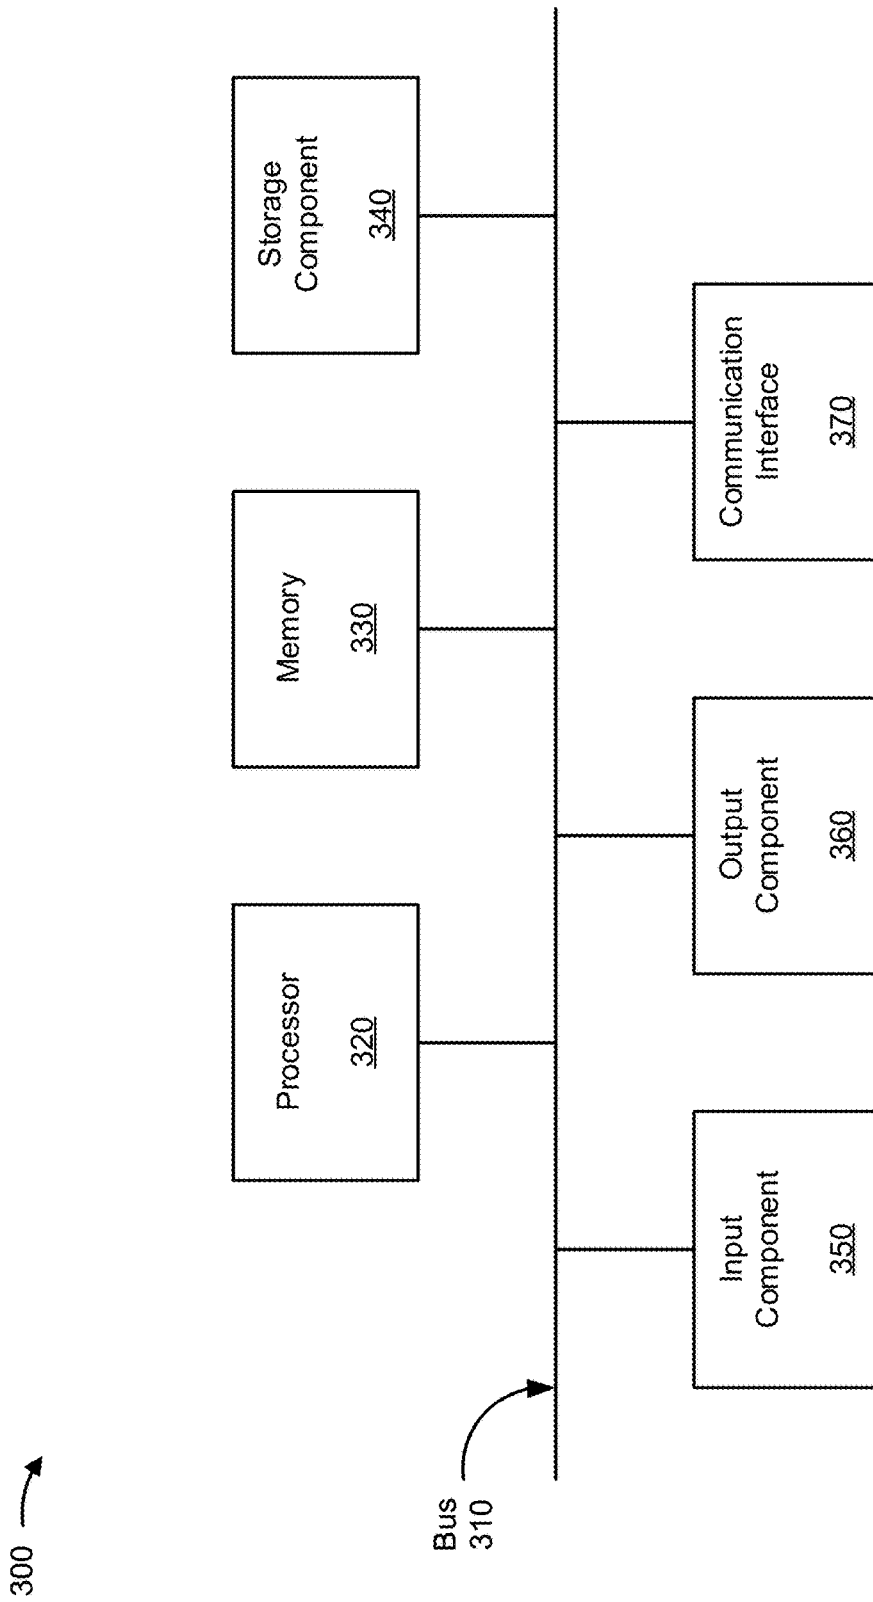 300
Processor
320
Memory
330
Storage
Component
340
Bus
310
Input
Component
350
Output
Component
360
Communication
Interface
370